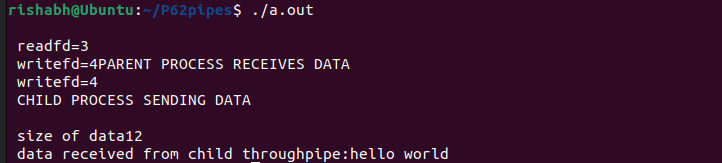 rishabh@Ubuntu:~/P62pipes$ ./a.out
readfd=3
writefd=4PARENT PROCESS RECEIVES DATA
writefd=4
CHILD PROCESS SENDING DATA
size of data12
data received from child throughpipe:hello world